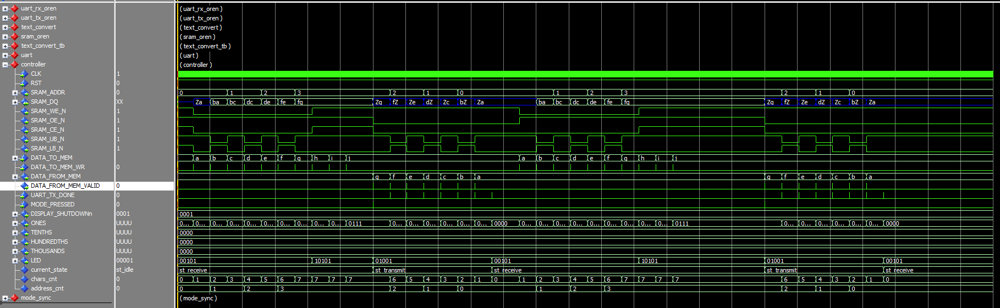 uart_rx_oren (uart_rx_oren)
uart_tx_oren (uart_tx_oren)
text_convert (text_convert)
sram_oren (sram_oren)
text_convert_tb (text_convert_tb)
uart (uart)
controller (controller)
CLK 1
RST 0
SRAM_ADDR 0 0 1 2 3 2 1 0 1 2 3 2 1 0
SRAM_DQ XX Za ba bc dc de fe fg Zg fZ Ze dZ Zc bZ Za ba bc dc de fe fg Zg fZ Ze dZ Zc bZ Za
SRAM_WE_N 1
SRAM_OE_N 1
SRAM_CE_N 1
SRAM_UB_N 1
SRAM_LB_N 1
DATA_TO_MEM a b c d e f g h i j a b c d e f g h i j
DATA_TO_MEM_WR 0
DATA_FROM_MEM g f e d c b a g f e d c b a
DATA_FROM_MEM_VALID 0
UART_TX_DONE 0
MODE_PRESSED 0
DISPLAY_SHUTDOWNn 0001 0001
ONES UUUU 0... 0... 0... 0... 0... 0... 0... 0... 0... 0... 0111 0... 0... 0... 0... 0... 0... 0000 0... 0... 0... 0... 0... 0... 0... 0... 0... 0111 0... 0... 0... 0... 0... 0... 0000
TENTHS UUUU 0000
HUNDREDTHS UUUU 0000
THOUSANDS UUUU 0000
LED 00001 00101 10101 01001 00101 10101 01001 00101
current_state st_idle st_receive st_transmit st_receive st_transmit st_receive
chars_cnt 0 0 1 2 3 4 5 6 7 7 7 7 6 5 4 3 2 1 0 1 2 3 4 5 6 7 7 7 7 6 5 4 3 2 1 0
address_cnt 0 0 1 2 3 2 1 0 1 2 3 2 1 0
mode_sync (mode_sync)